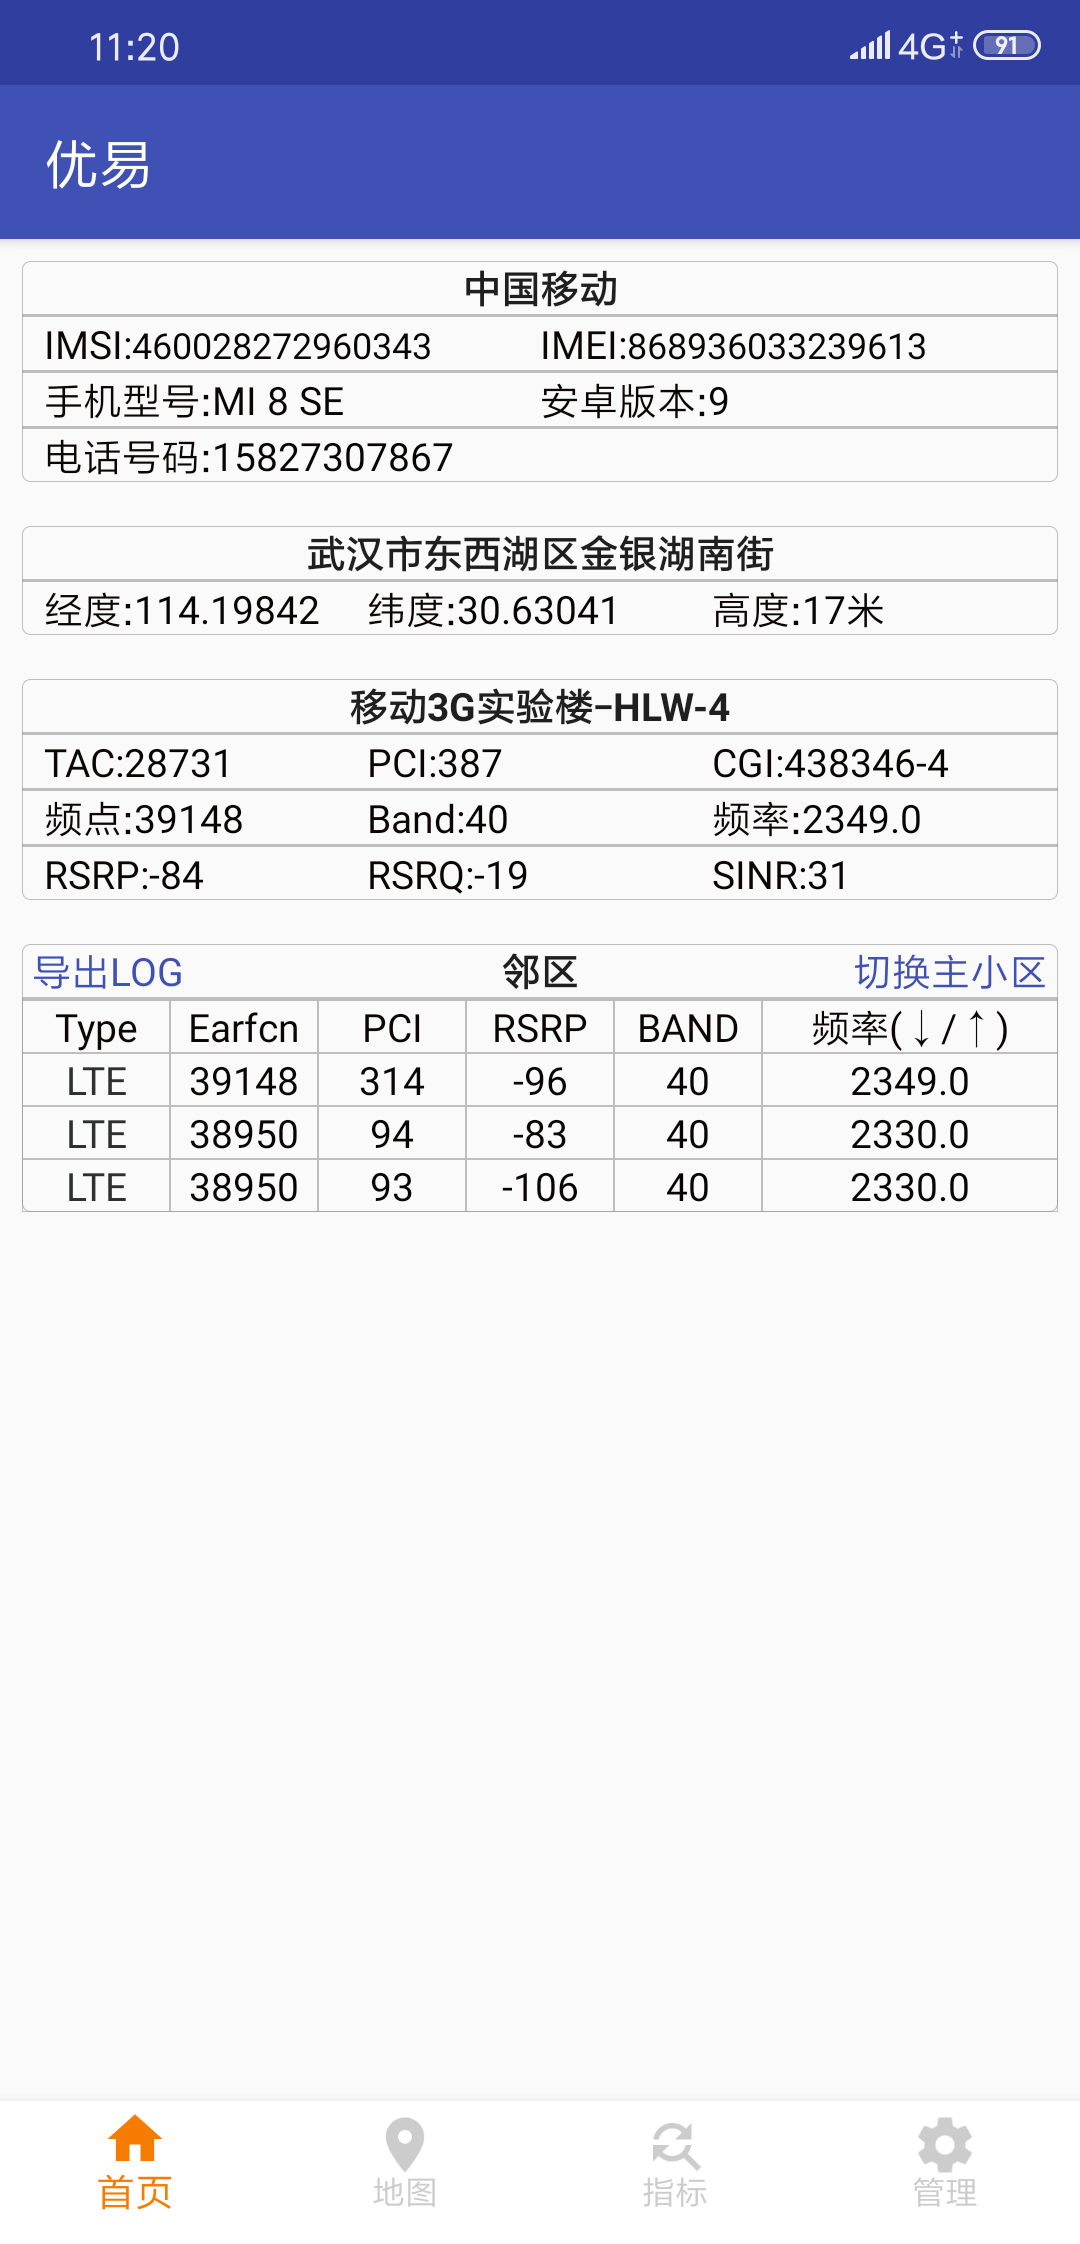 11:20 4G+ 91
优易
中国移动
IMSI:460028272960343 IMEI:868936033239613
手机型号:MI 8 SE 安卓版本:9
电话号码:15827307867
武汉市东西湖区金银湖南街
经度:114.19842 纬度:30.63041 高度:17米
移动3G实验楼-HLW-4
TAC:28731 PCI:387 CGI:438346-4
频点:39148 Band:40 频率:2349.0
RSRP:-84 RSRQ:-19 SINR:31
导出LOG 邻区 切换主小区
Type Earfcn PCI RSRP BAND 频率(↓/↑)
LTE 39148 314 -96 40 2349.0
LTE 38950 94 -83 40 2330.0
LTE 38950 93 -106 40 2330.0
首页 地图 指标 管理